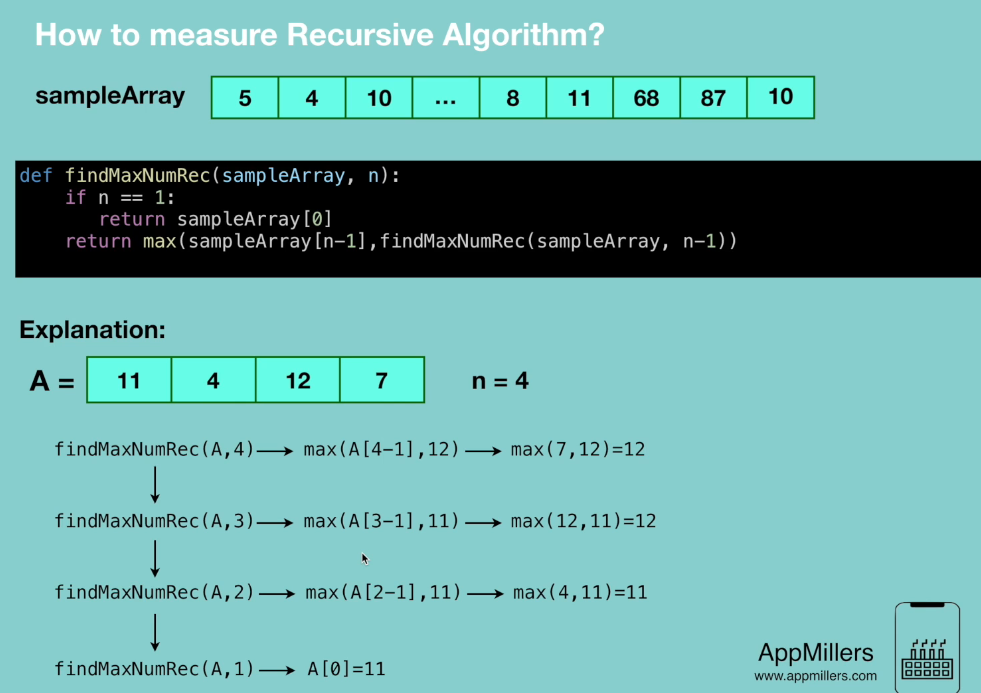 How to measure Recursive Algorithm?
sampleArray 5 4 10 ... 8 11 68 87 10
def findMaxNumRec(sampleArray, n):
    if n == 1:
       return sampleArray[0]
    return max(sampleArray[n-1],findMaxNumRec(sampleArray, n-1))
Explanation:
A = 11 4 12 7 n = 4
findMaxNumRec(A,4) → max(A[4-1],12) → max(7,12)=12
findMaxNumRec(A,3) → max(A[3-1],11) → max(12,11)=12
findMaxNumRec(A,2) → max(A[2-1],11) → max(4,11)=11
findMaxNumRec(A,1) → A[0]=11
AppMillers
www.appmillers.com